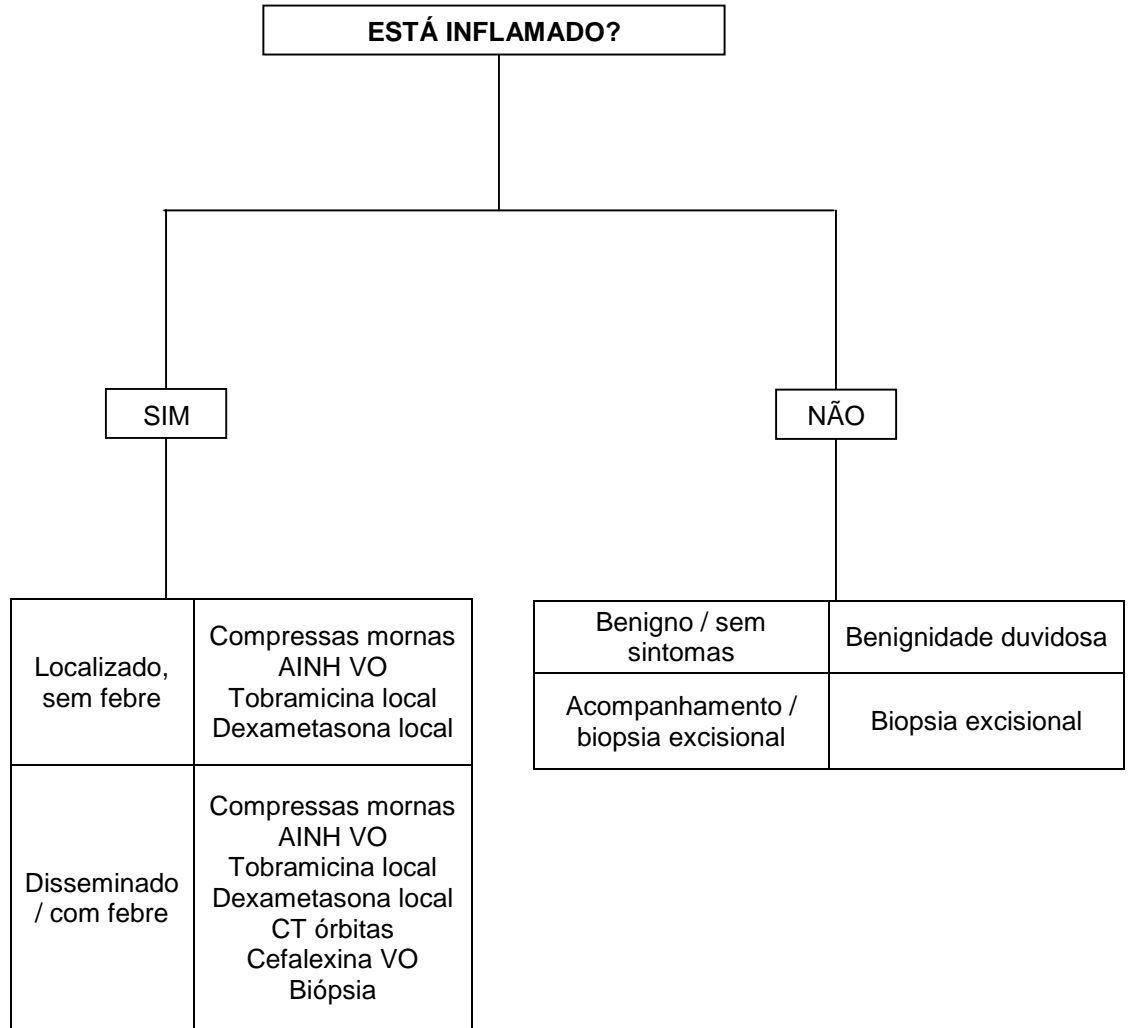 ESTÁ INFLAMADO?
SIM
NÃO
Localizado,
sem febre
Compressas mornas
AINH VO
Tobramicina local
Dexametasona local
Disseminado
/ com febre
Compressas mornas
AINH VO
Tobramicina local
Dexametasona local
CT órbitas
Cefalexina VO
Biópsia
Benigno / sem
sintomas
Benignidade duvidosa
Acompanhamento /
biopsia excisional
Biopsia excisional